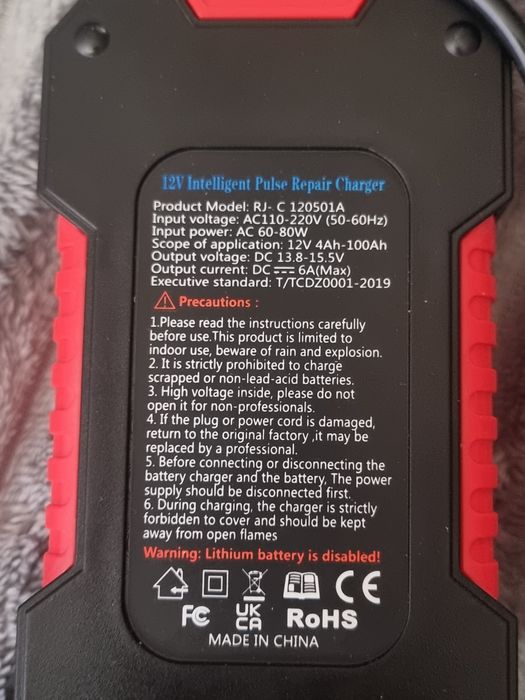 12V Intelligent Pulse Repair Charger
Product Model: RJ- C 120501A
Input voltage: AC110-220V (50-60Hz)
Input power: AC 60-80W
Scope of application: 12V 4Ah-100Ah
Output voltage: DC 13.8-15.5V
Output current: DC ⎓ 6A(Max)
Executive standard: T/TCDZ0001-2019
Precautions :
1.Please read the instructions carefully
before use.This product is limited to
indoor use, beware of rain and explosion.
2. It is strictly prohibited to charge
scrapped or non-lead-acid batteries.
3. High voltage inside, please do not
open it for non-professionals.
4. If the plug or power cord is damaged,
return to the original factory ,it may be
replaced by a professional.
5. Before connecting or disconnecting the
battery charger and the battery, The power
supply should be disconnected first.
6. During charging, the charger is strictly
forbidden to cover and should be kept
away from open flames
Warning: Lithium battery is disabled!
CE
FC UK CA RoHS
MADE IN CHINA